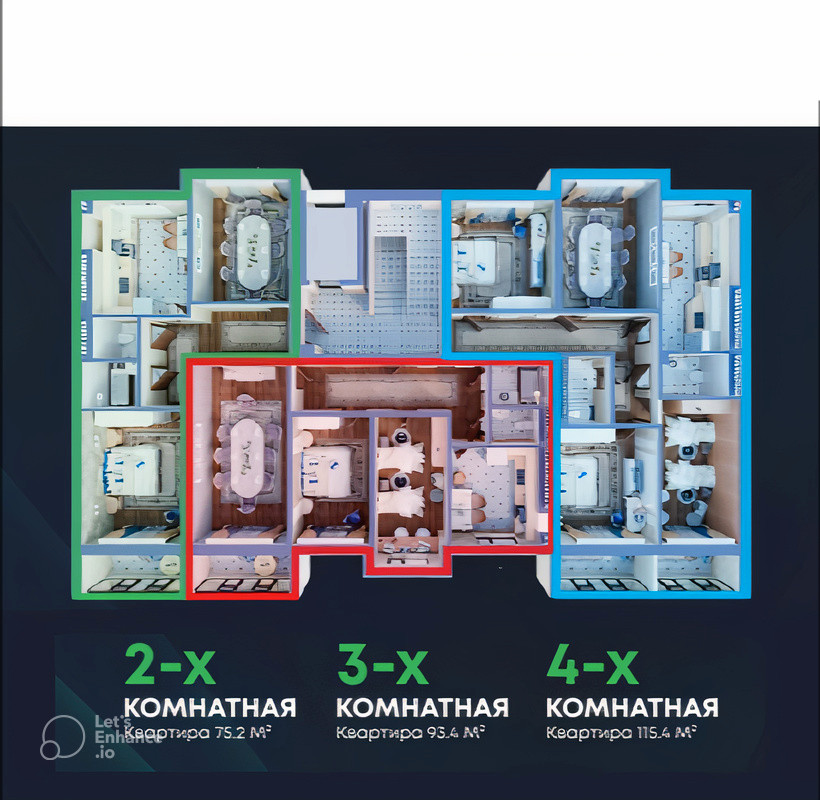 2-х 3-х 4-х
КОМНАТНАЯ КОМНАТНАЯ КОМНАТНАЯ
Квартира 75.2 М² Квартира 93.4 М² Квартира 115.4 М²
Let's
Enhance
.io